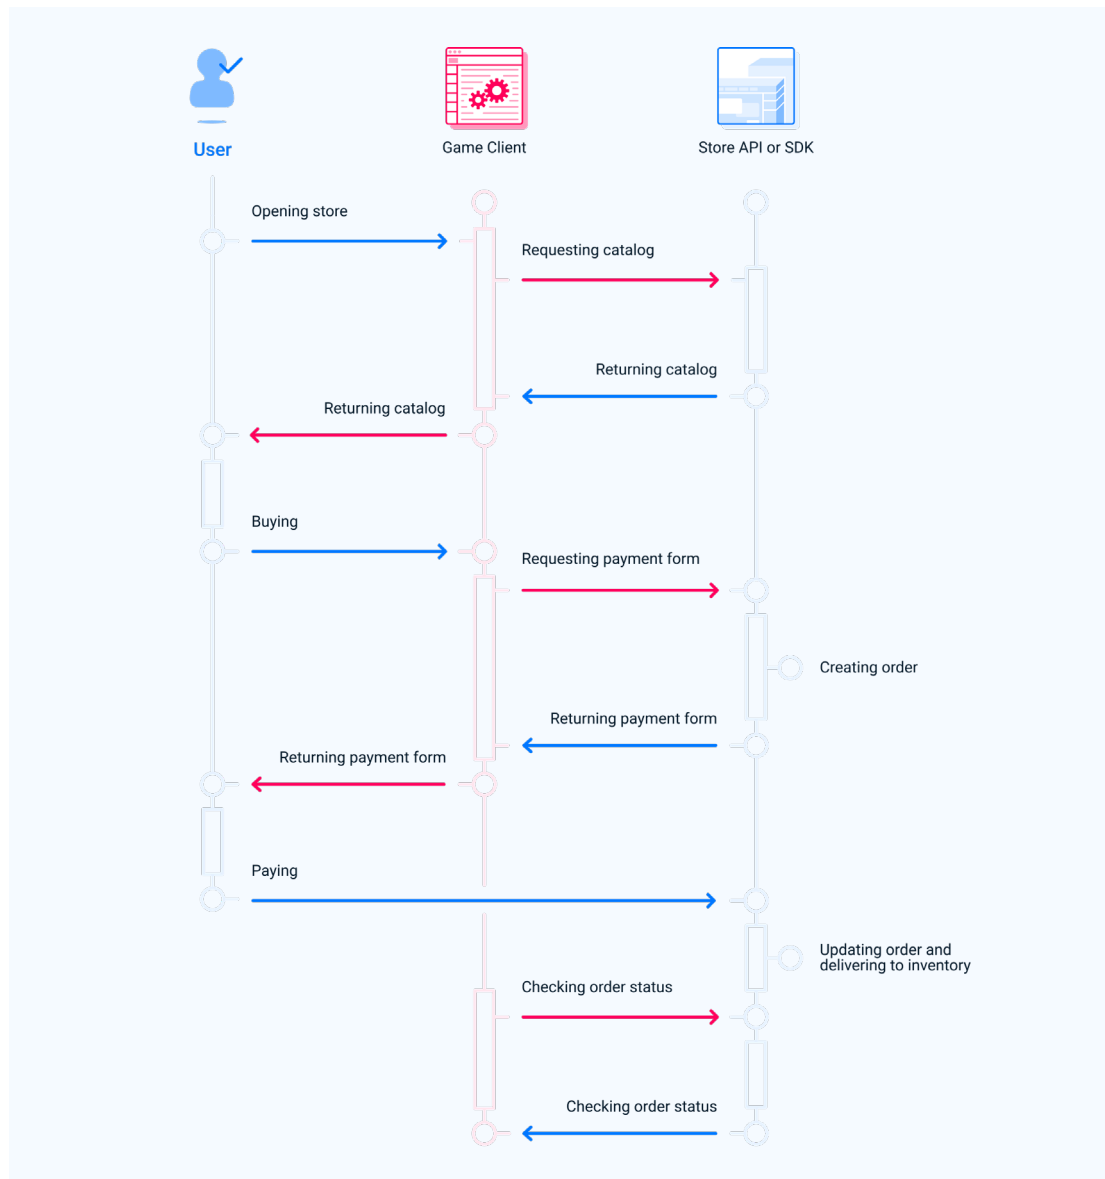 User
Game Client
Store API or SDK
Opening store
Requesting catalog
Returning catalog
Returning catalog
Buying
Requesting payment form
Creating order
Returning payment form
Returning payment form
Paying
Updating order and
delivering to inventory
Checking order status
Checking order status